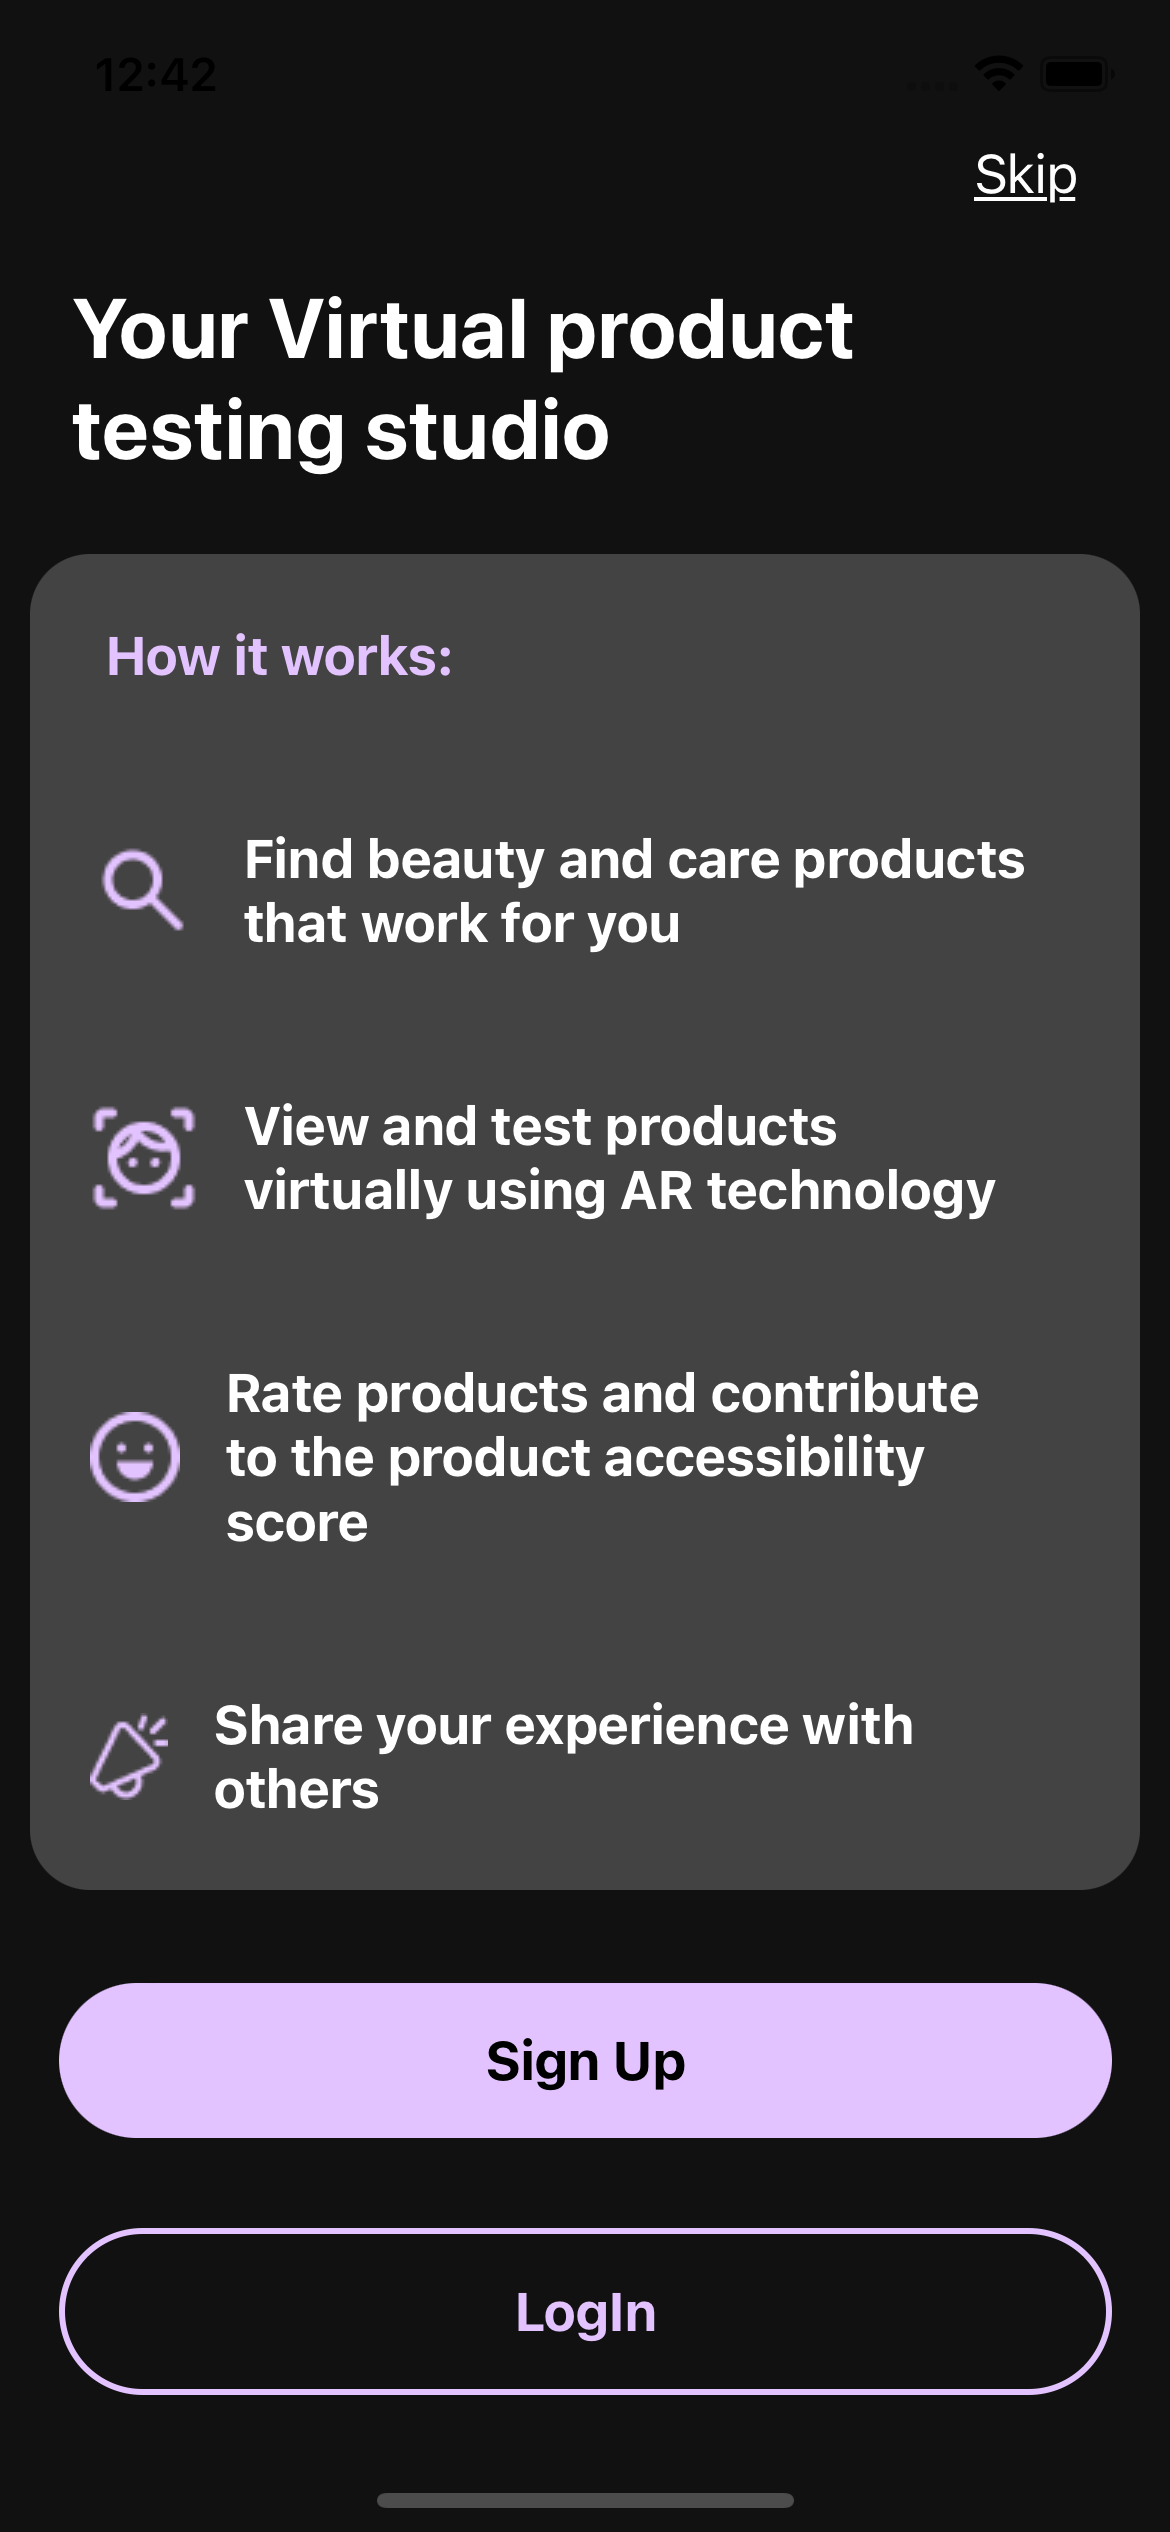 12:42
Skip
Your Virtual product
testing studio
How it works:
Find beauty and care products
that work for you
View and test products
virtually using AR technology
Rate products and contribute
to the product accessibility
score
Share your experience with
others
Sign Up
LogIn